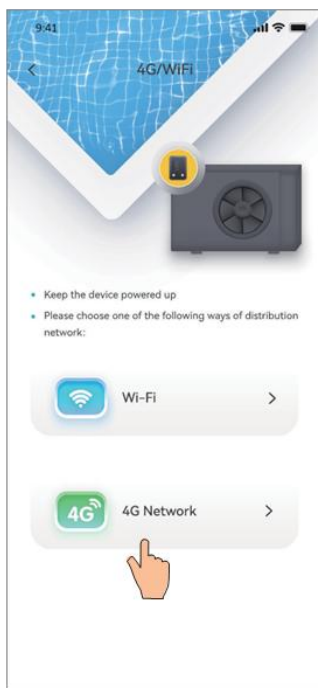 9:41
4G/WiFi
Keep the device powered up
Please choose one of the following ways of distribution
network:
Wi-Fi
4G
4G Network